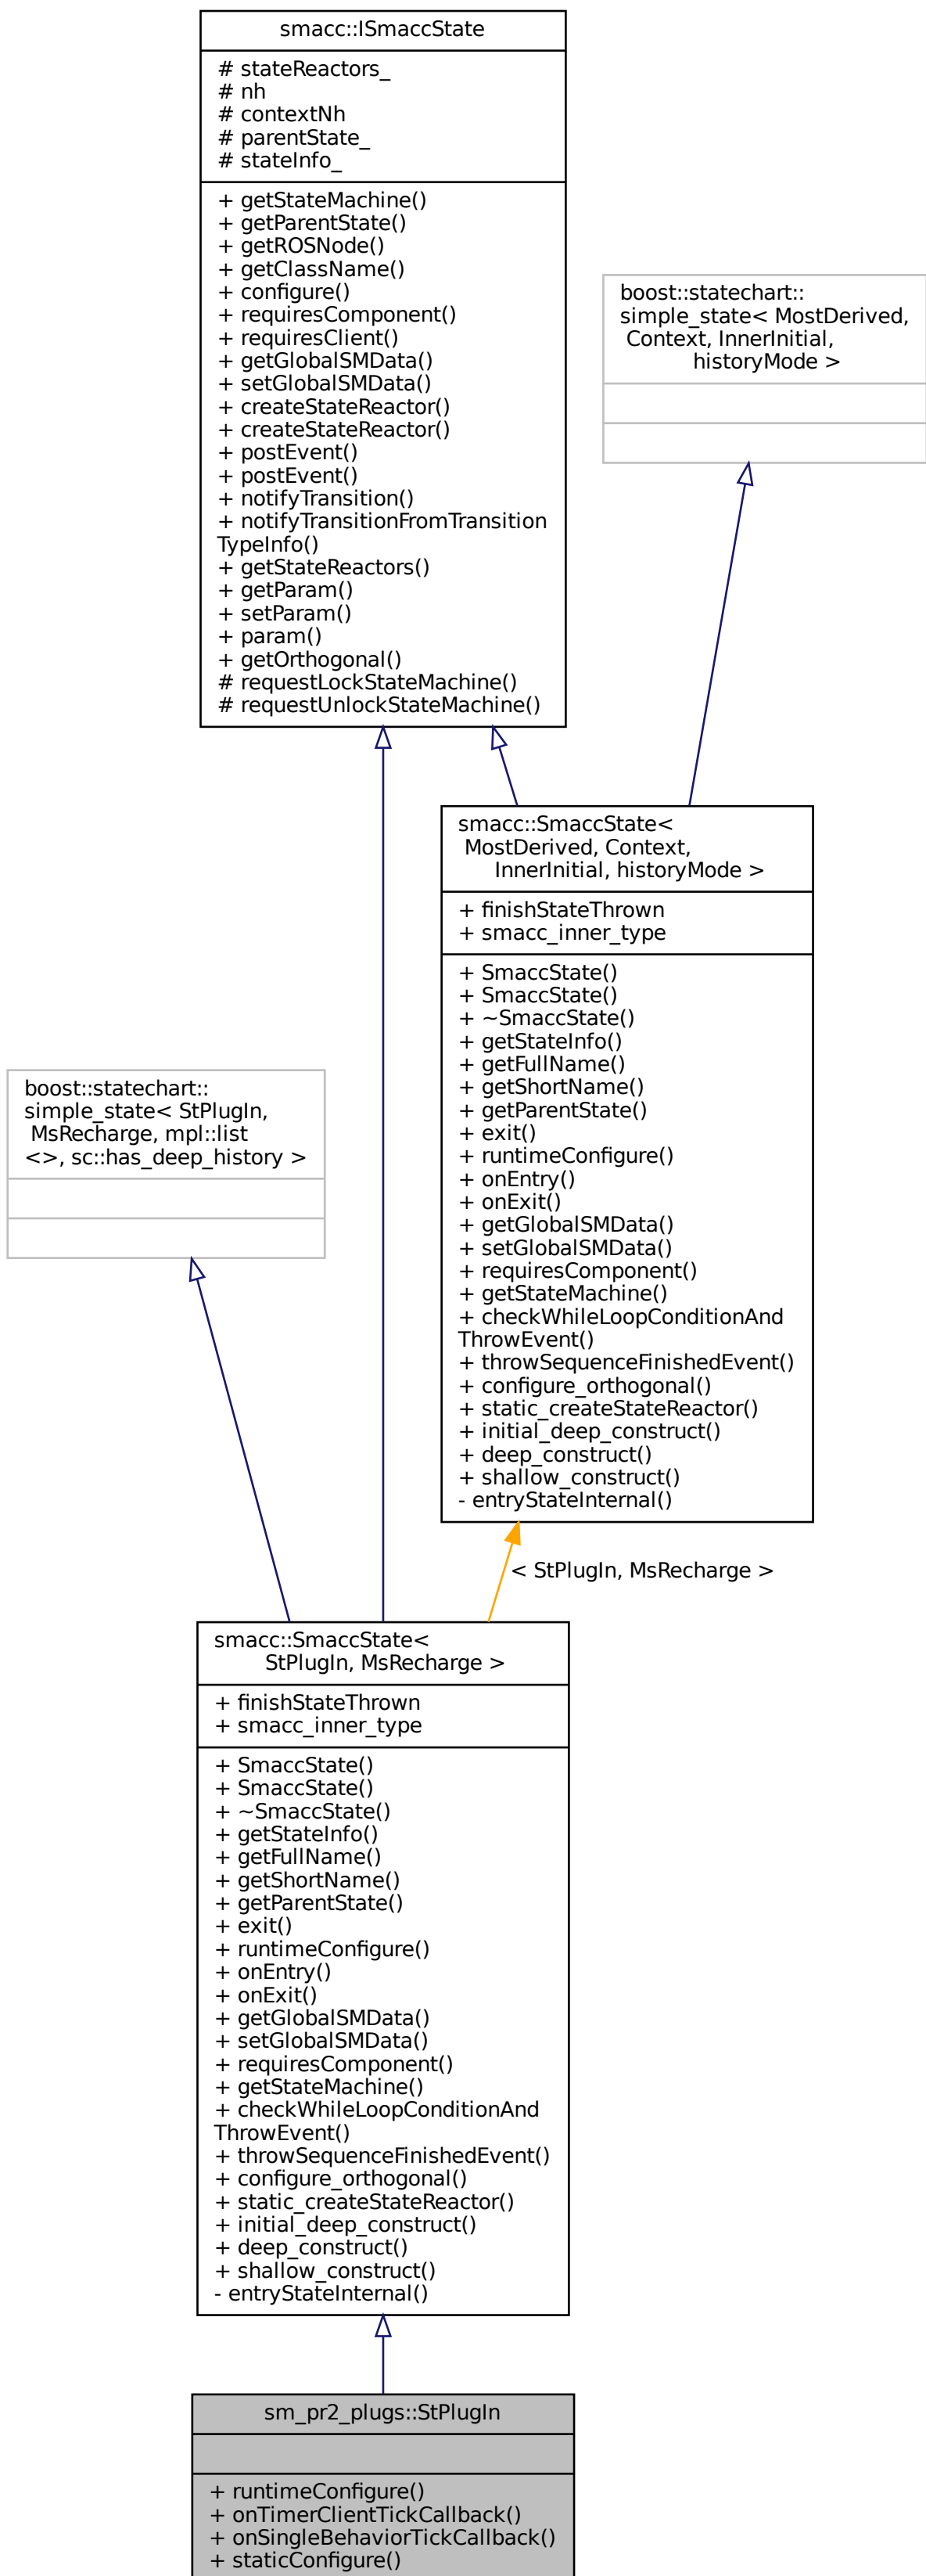 smacc::ISmaccState
# stateReactors_
# nh
# contextNh
# parentState_
# stateInfo_
+ getStateMachine()
+ getParentState()
+ getROSNode()
+ getClassName()
+ configure()
+ requiresComponent()
+ requiresClient()
+ getGlobalSMData()
+ setGlobalSMData()
+ createStateReactor()
+ createStateReactor()
+ postEvent()
+ postEvent()
+ notifyTransition()
+ notifyTransitionFromTransition
TypeInfo()
+ getStateReactors()
+ getParam()
+ setParam()
+ param()
+ getOrthogonal()
# requestLockStateMachine()
# requestUnlockStateMachine()
boost::statechart::
simple_state< MostDerived,
Context, InnerInitial,
historyMode >
smacc::SmaccState<
MostDerived, Context,
InnerInitial, historyMode >
+ finishStateThrown
+ smacc_inner_type
+ SmaccState()
+ SmaccState()
+ ~SmaccState()
+ getStateInfo()
+ getFullName()
+ getShortName()
+ getParentState()
+ exit()
+ runtimeConfigure()
+ onEntry()
+ onExit()
+ getGlobalSMData()
+ setGlobalSMData()
+ requiresComponent()
+ getStateMachine()
+ checkWhileLoopConditionAnd
ThrowEvent()
+ throwSequenceFinishedEvent()
+ configure_orthogonal()
+ static_createStateReactor()
+ initial_deep_construct()
+ deep_construct()
+ shallow_construct()
- entryStateInternal()
boost::statechart::
simple_state< StPlugIn,
MsRecharge, mpl::list
<>, sc::has_deep_history >
< StPlugIn, MsRecharge >
smacc::SmaccState<
StPlugIn, MsRecharge >
+ finishStateThrown
+ smacc_inner_type
+ SmaccState()
+ SmaccState()
+ ~SmaccState()
+ getStateInfo()
+ getFullName()
+ getShortName()
+ getParentState()
+ exit()
+ runtimeConfigure()
+ onEntry()
+ onExit()
+ getGlobalSMData()
+ setGlobalSMData()
+ requiresComponent()
+ getStateMachine()
+ checkWhileLoopConditionAnd
ThrowEvent()
+ throwSequenceFinishedEvent()
+ configure_orthogonal()
+ static_createStateReactor()
+ initial_deep_construct()
+ deep_construct()
+ shallow_construct()
- entryStateInternal()
sm_pr2_plugs::StPlugIn
+ runtimeConfigure()
+ onTimerClientTickCallback()
+ onSingleBehaviorTickCallback()
+ staticConfigure()